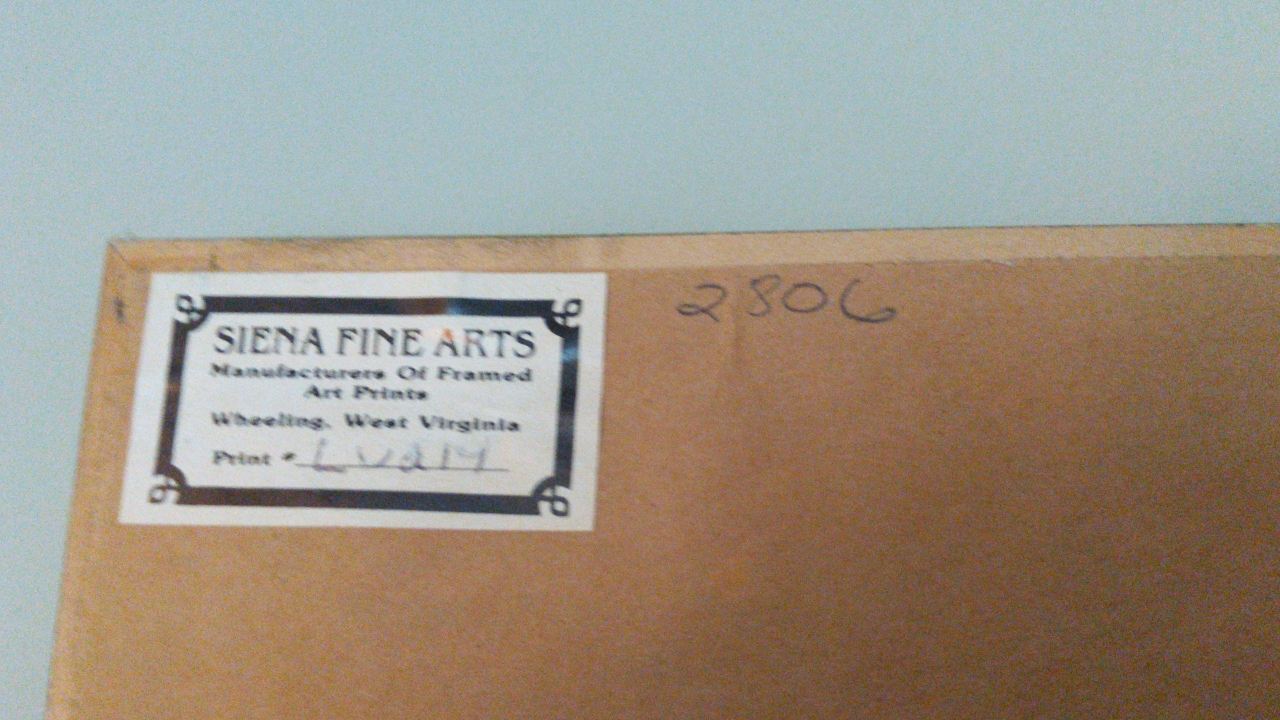 SIENA FINE ARTS
Manufacturers Of Framed
Art Prints
Wheeling, West Virginia
Print #
2806